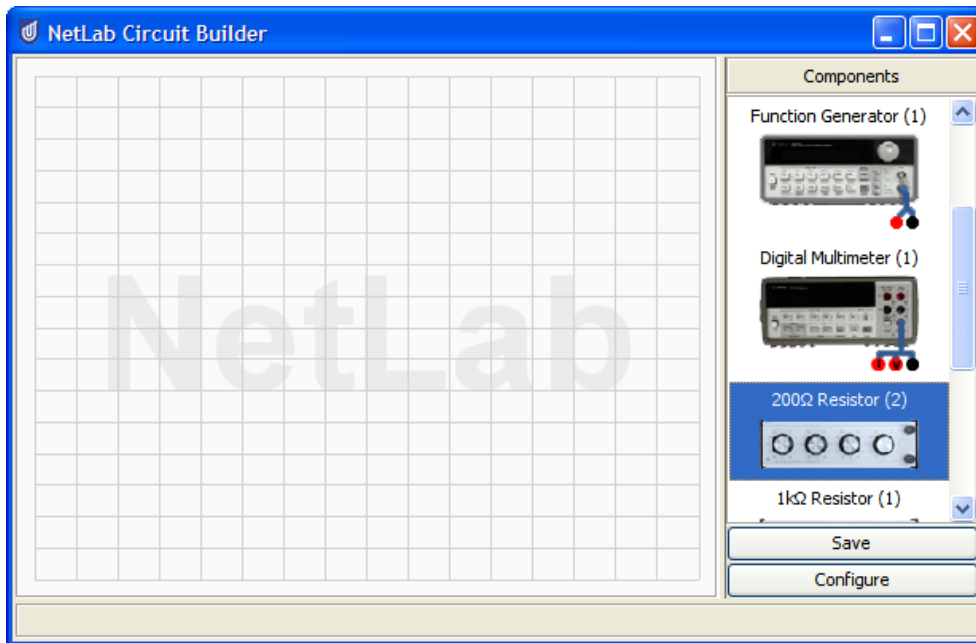 NetLab Circuit Builder
Components
Function Generator (1)
Digital Multimeter (1)
200Ω Resistor (2)
1kΩ Resistor (1)
NetLab
Save
Configure